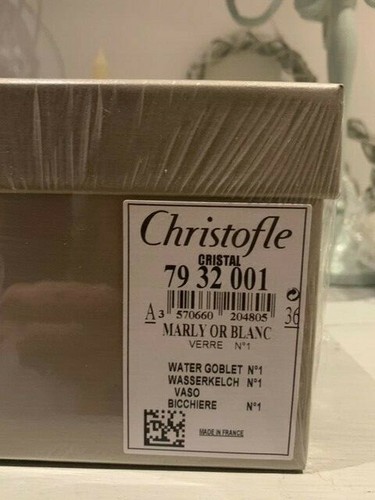 Christofle
CRISTAL
79 32 001
A 3 570660 204805 36
MARLY OR BLANC
VERRE N°1
WATER GOBLET N°1
WASSERKELCH N°1
VASO
BICCHIERE N°1
MADE IN FRANCE